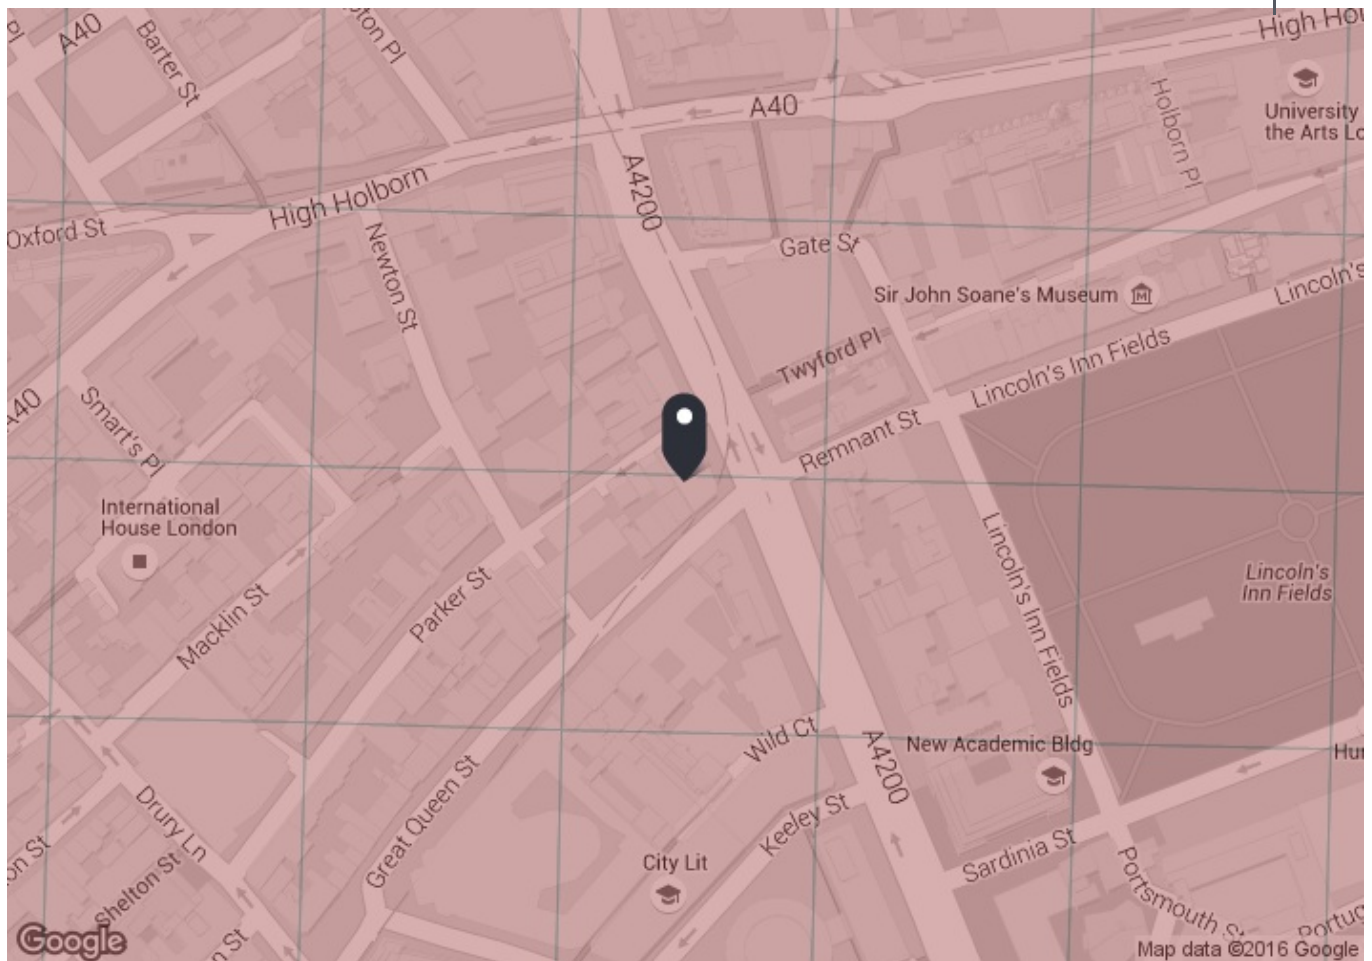 A40
Barter St
High Ho
A40
Holborn Pl
University
the Arts Lo
A4200
High Holborn
Oxford St
Newton St
Gate St
Sir John Soane's Museum
Lincoln's
Twyford Pl
Lincoln's Inn Fields
A40
Smart's Pl
Remnant St
International
House London
Lincoln's Inn Fields
Lincoln's
Inn Fields
Macklin St
Parker St
Wild Ct
A4200
New Academic Bldg
Hu
Great Queen St
Drury Ln
Keeley St
Sardinia St
City Lit
Shelton St
Portsmouth St
Portug
Google
Map data ©2016 Google